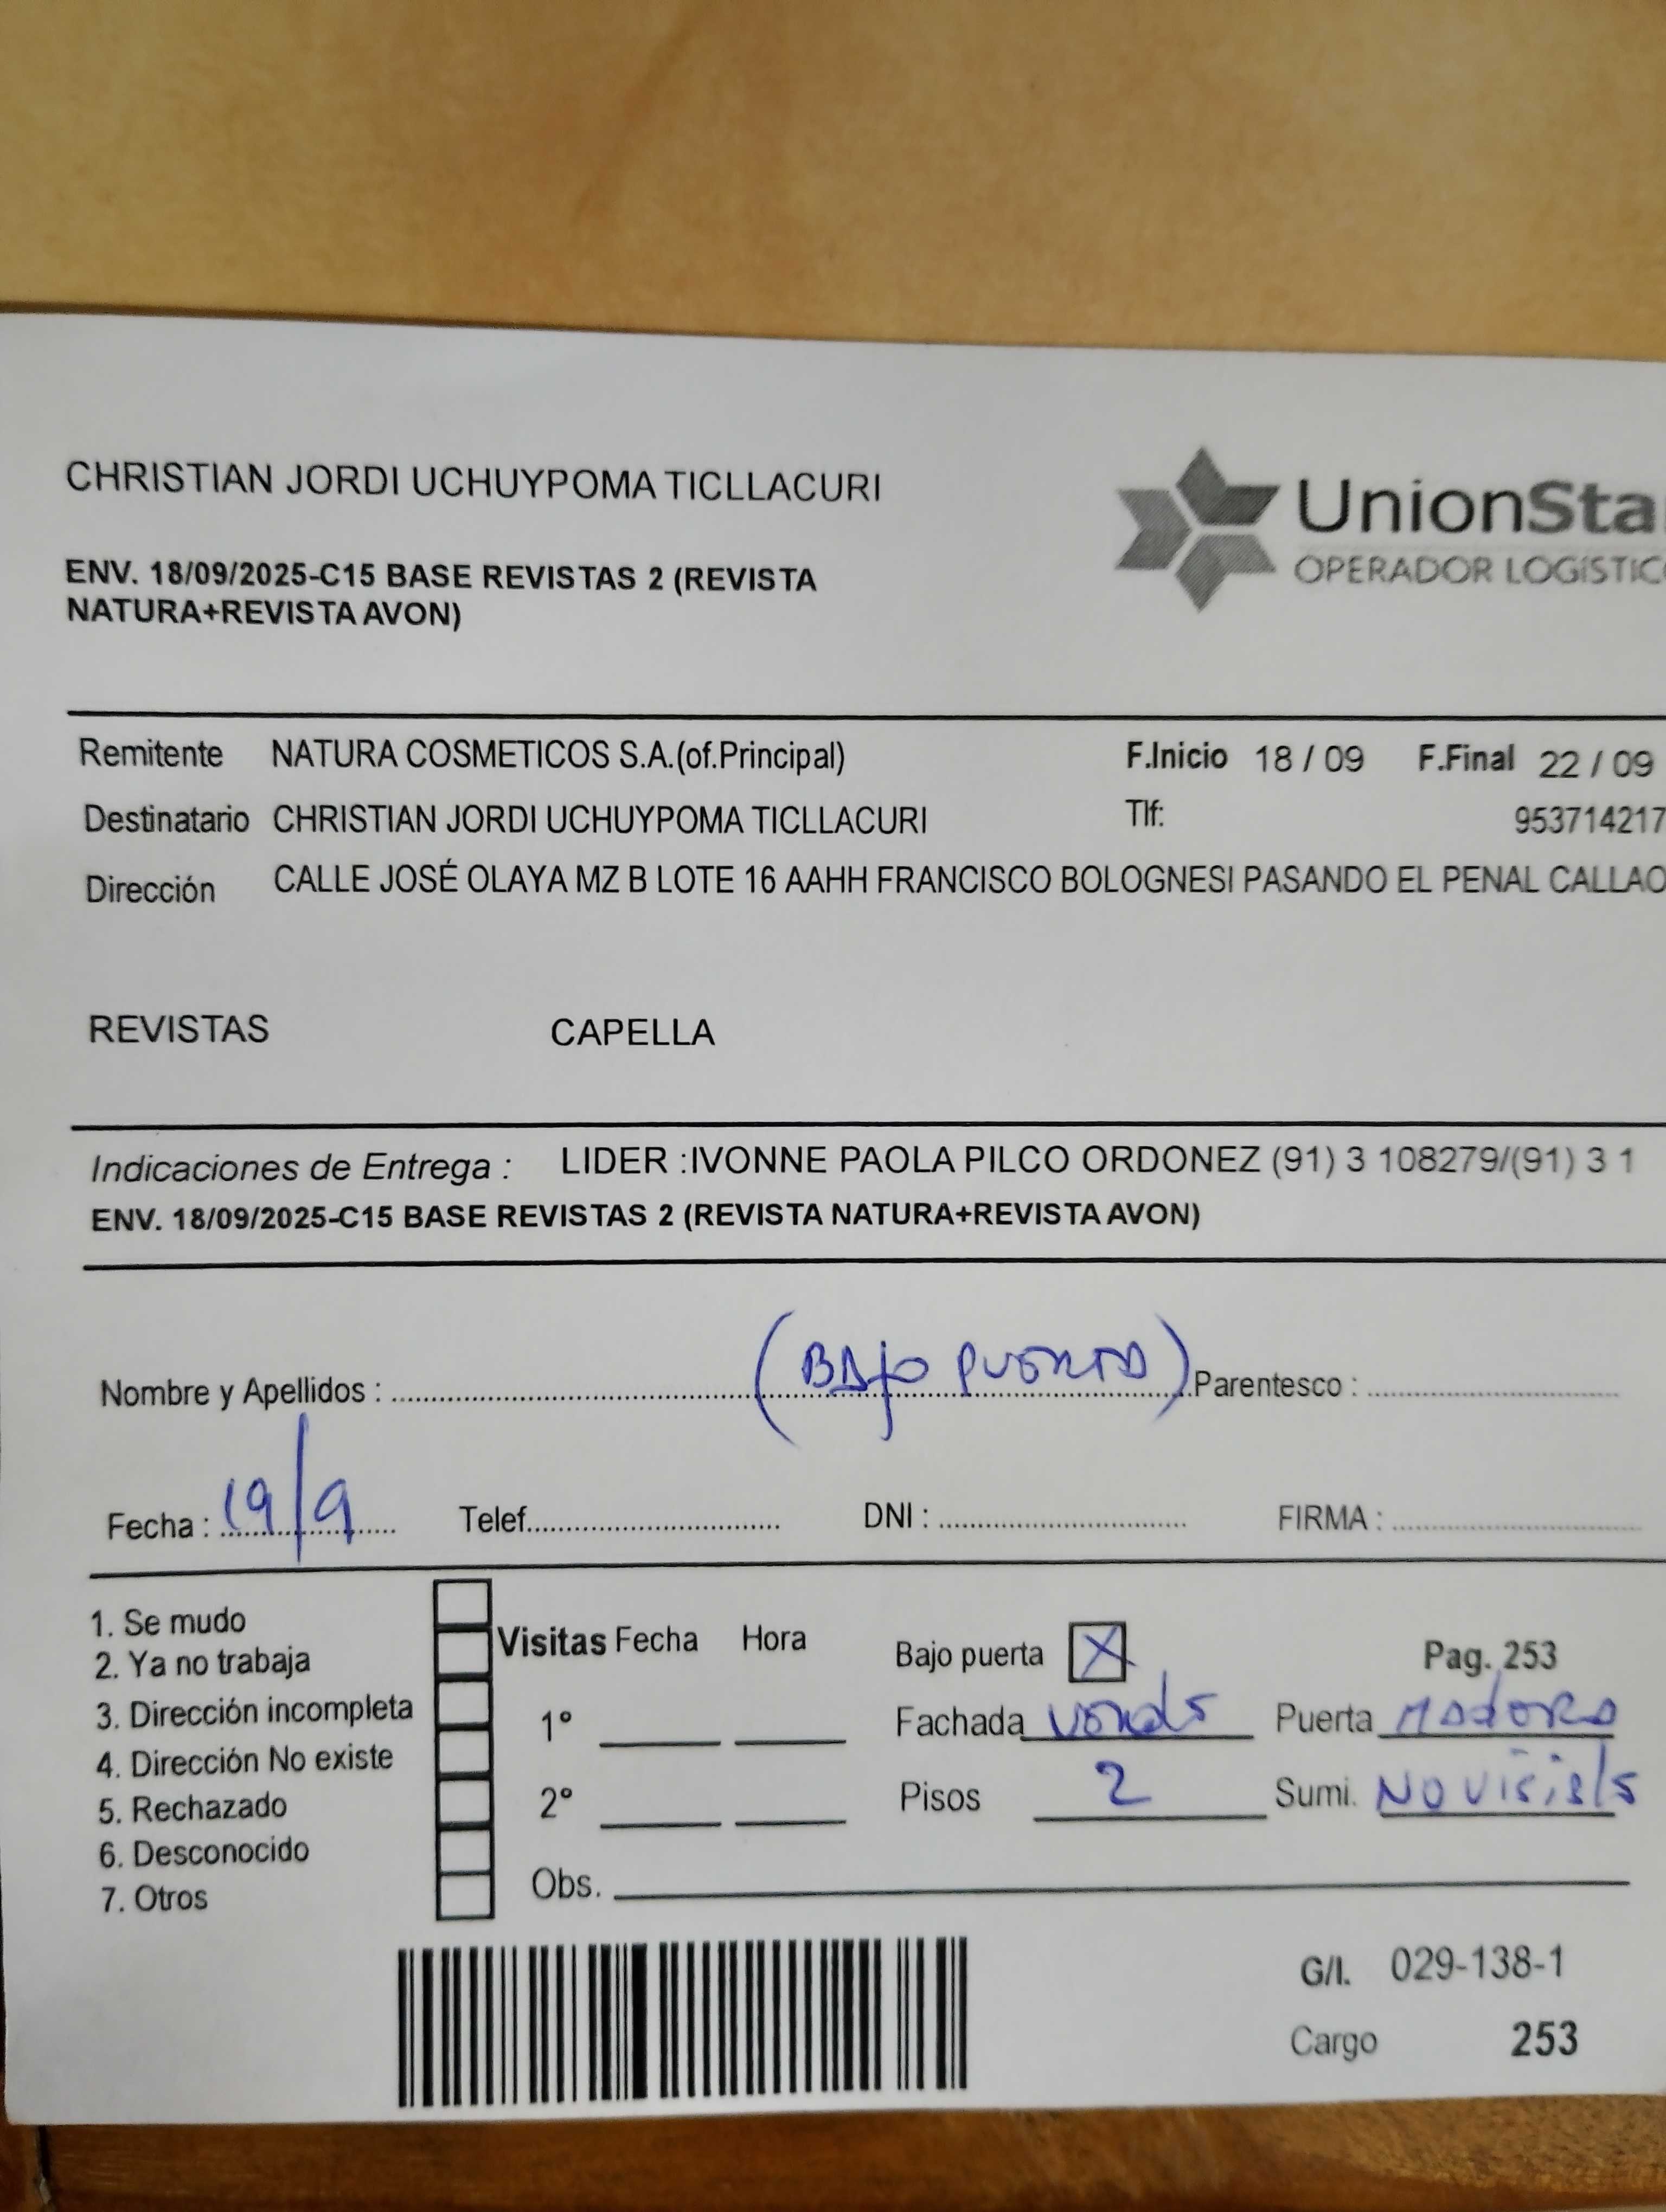 CHRISTIAN JORDI UCHUYPOMA TICLLACURI
UnionSta
OPERADOR LOGÍSTIC
ENV. 18/09/2025-C15 BASE REVISTAS 2 (REVISTA
NATURA+REVISTA AVON)
Remitente NATURA COSMETICOS S.A.(of.Principal) F.Inicio 18 / 09 F.Final 22 / 09
Destinatario CHRISTIAN JORDI UCHUYPOMA TICLLACURI Tlf: 953714217
Dirección CALLE JOSÉ OLAYA MZ B LOTE 16 AAHH FRANCISCO BOLOGNESI PASANDO EL PENAL CALLAO
REVISTAS CAPELLA
Indicaciones de Entrega : LIDER :IVONNE PAOLA PILCO ORDONEZ (91) 3 108279/(91) 3 1
ENV. 18/09/2025-C15 BASE REVISTAS 2 (REVISTA NATURA+REVISTA AVON)
Nombre y Apellidos : (BAJO PUERTA) Parentesco :
Fecha : 19/9 Telef. DNI : FIRMA :
1. Se mudo
2. Ya no trabaja
3. Dirección incompleta
4. Dirección No existe
5. Rechazado
6. Desconocido
7. Otros
Visitas Fecha Hora
1°
2°
Obs.
Bajo puerta X Pag. 253
Fachada verde Puerta MADERA
Pisos 2 Sumi. NO visible
G/I. 029-138-1
Cargo 253